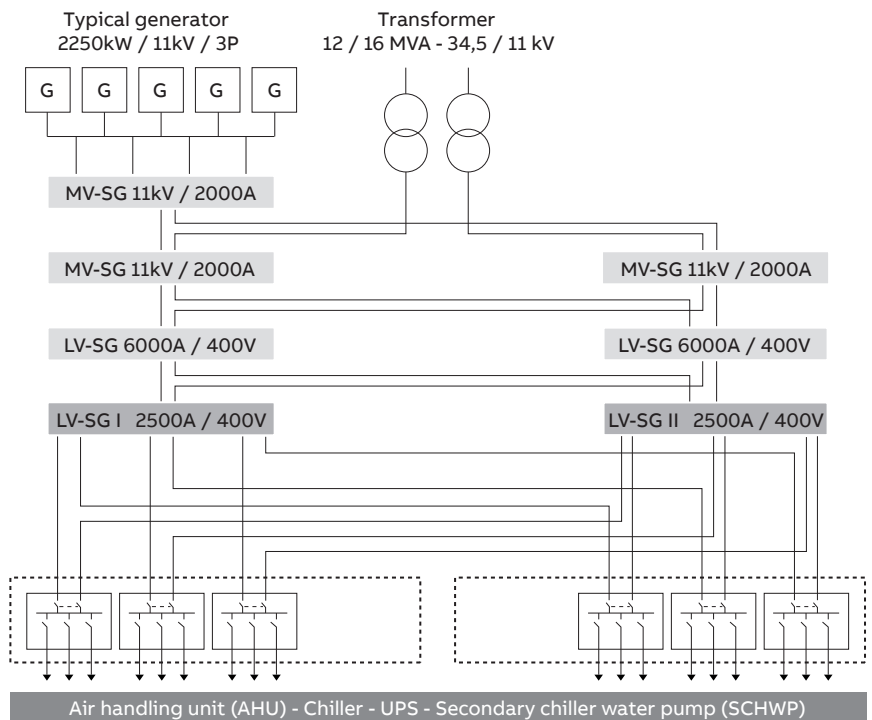 Typical generator
2250kW / 11kV / 3P
Transformer
12 / 16 MVA - 34,5 / 11 kV
G G G G G
MV-SG 11kV / 2000A
MV-SG 11kV / 2000A
MV-SG 11kV / 2000A
LV-SG 6000A / 400V
LV-SG 6000A / 400V
LV-SG I 2500A / 400V
LV-SG II 2500A / 400V
Air handling unit (AHU) - Chiller - UPS - Secondary chiller water pump (SCHWP)